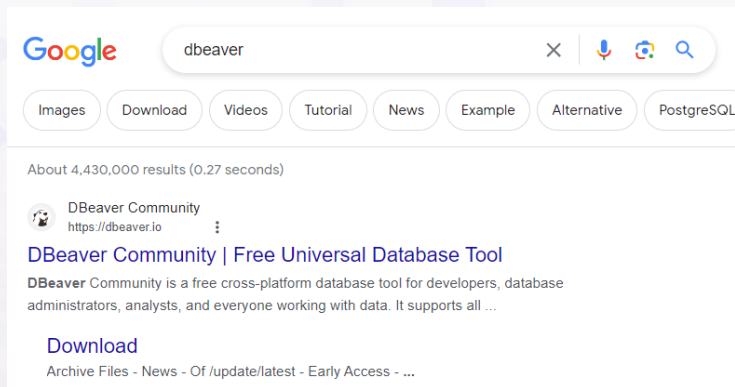 Google dbeaver
Images Download Videos Tutorial News Example Alternative PostgreSQL
About 4,430,000 results (0.27 seconds)
DBeaver Community
https://dbeaver.io
DBeaver Community | Free Universal Database Tool
DBeaver Community is a free cross-platform database tool for developers, database
administrators, analysts, and everyone working with data. It supports all ...
Download
Archive Files - News - Of /update/latest - Early Access - ...